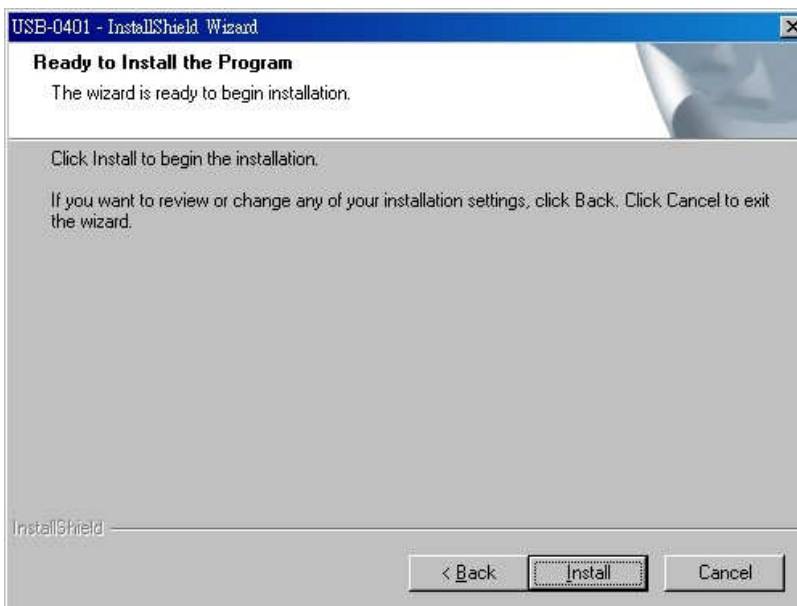 USB-0401 - InstallShield Wizard
Ready to Install the Program
The wizard is ready to begin installation.
Click Install to begin the installation.
If you want to review or change any of your installation settings, click Back. Click Cancel to exit
the wizard.
InstallShield
< Back
Install
Cancel